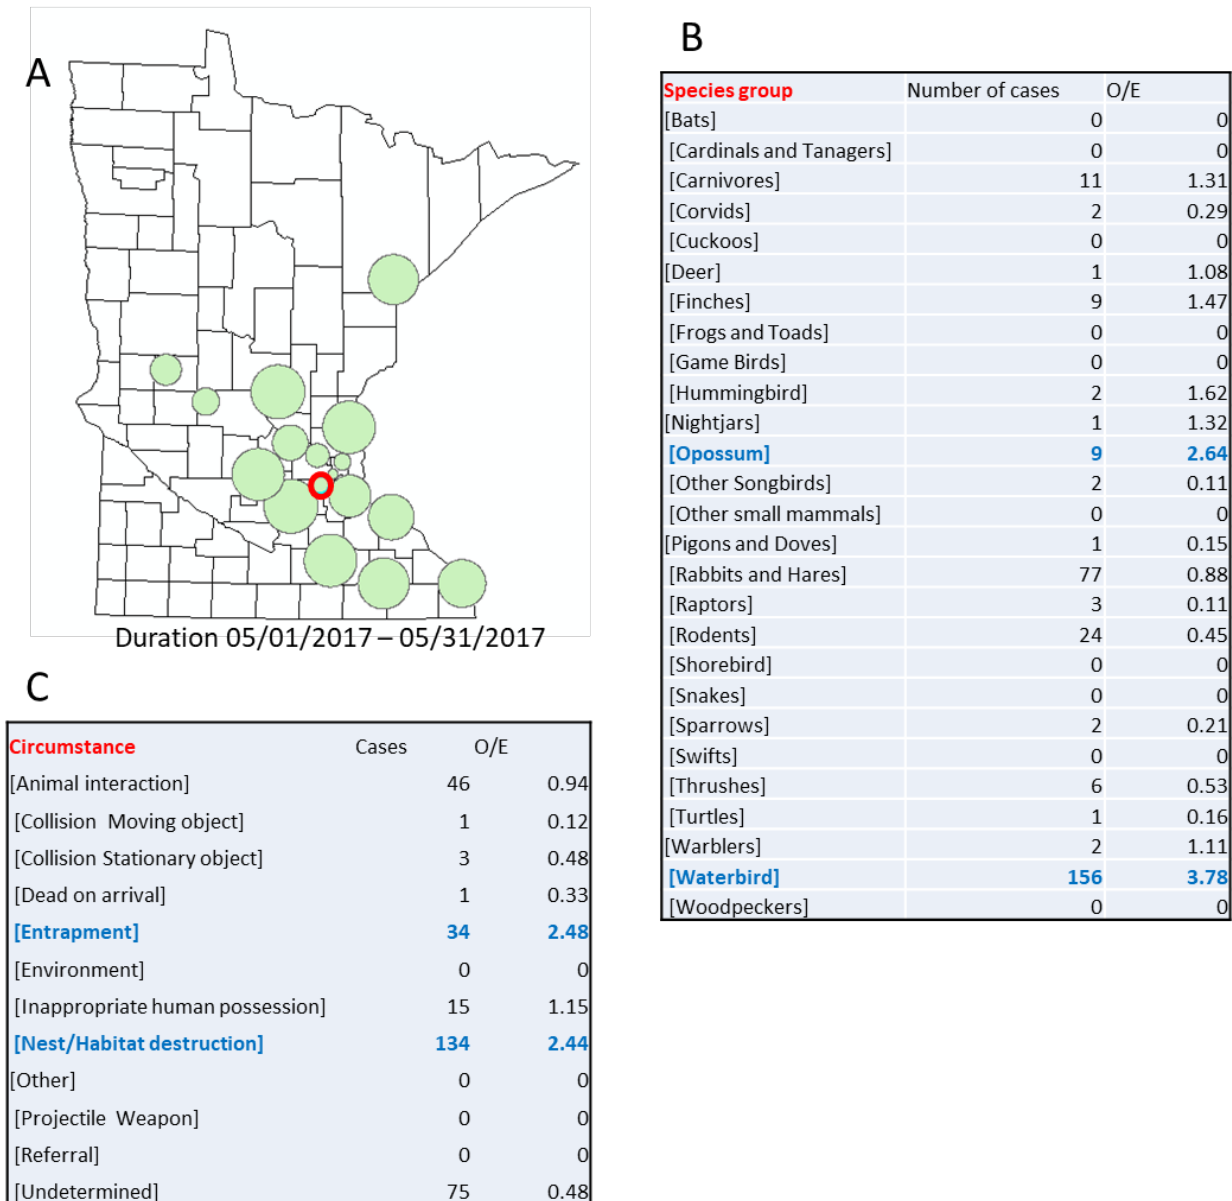 A
Duration 05/01/2017 – 05/31/2017
B
Species group Number of cases O/E
[Bats] 0 0
[Cardinals and Tanagers] 0 0
[Carnivores] 11 1.31
[Corvids] 2 0.29
[Cuckoos] 0 0
[Deer] 1 1.08
[Finches] 9 1.47
[Frogs and Toads] 0 0
[Game Birds] 0 0
[Hummingbird] 2 1.62
[Nightjars] 1 1.32
[Opossum] 9 2.64
[Other Songbirds] 2 0.11
[Other small mammals] 0 0
[Pigons and Doves] 1 0.15
[Rabbits and Hares] 77 0.88
[Raptors] 3 0.11
[Rodents] 24 0.45
[Shorebird] 0 0
[Snakes] 0 0
[Sparrows] 2 0.21
[Swifts] 0 0
[Thrushes] 6 0.53
[Turtles] 1 0.16
[Warblers] 2 1.11
[Waterbird] 156 3.78
[Woodpeckers] 0 0
C
Circumstance Cases O/E
[Animal interaction] 46 0.94
[Collision Moving object] 1 0.12
[Collision Stationary object] 3 0.48
[Dead on arrival] 1 0.33
[Entrapment] 34 2.48
[Environment] 0 0
[Inappropriate human possession] 15 1.15
[Nest/Habitat destruction] 134 2.44
[Other] 0 0
[Projectile Weapon] 0 0
[Referral] 0 0
[Undetermined] 75 0.48